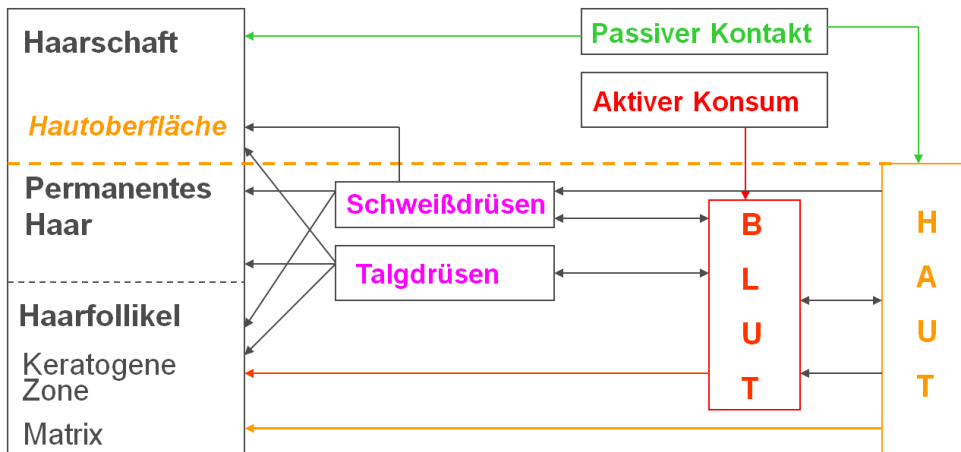 Haarschaft
Passiver Kontakt
Aktiver Konsum
Hautoberfläche
Permanentes
Haar
Schweißdrüsen
Talgdrüsen
B
L
U
T
H
A
U
T
Haarfollikel
Keratogene
Zone
Matrix